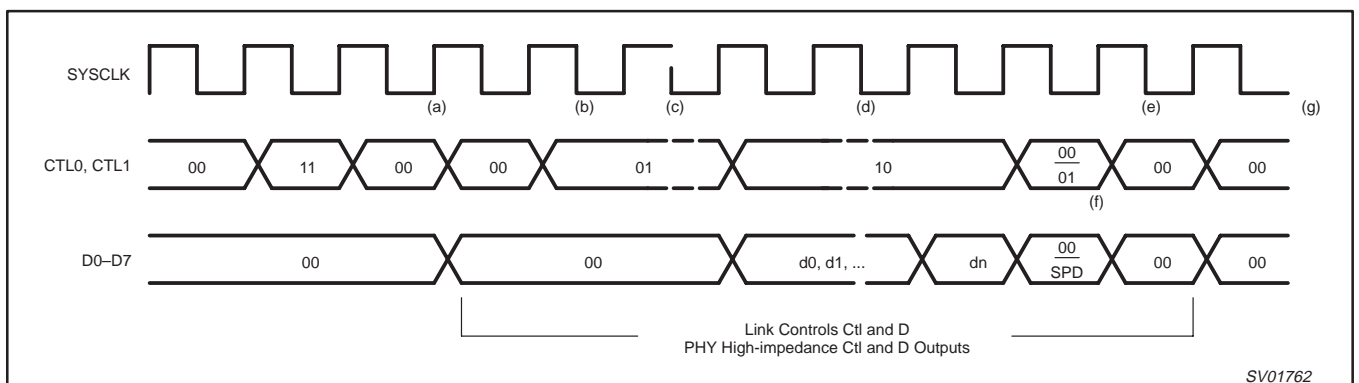 SYSCLK
(a) (b) (c) (d) (e) (g)
CTL0, CTL1 00 11 00 00 01 10 00 00 00
01
(f)
D0–D7 00 00 d0, d1, ... dn 00 00 00
SPD
Link Controls Ctl and D
PHY High-impedance Ctl and D Outputs
SV01762